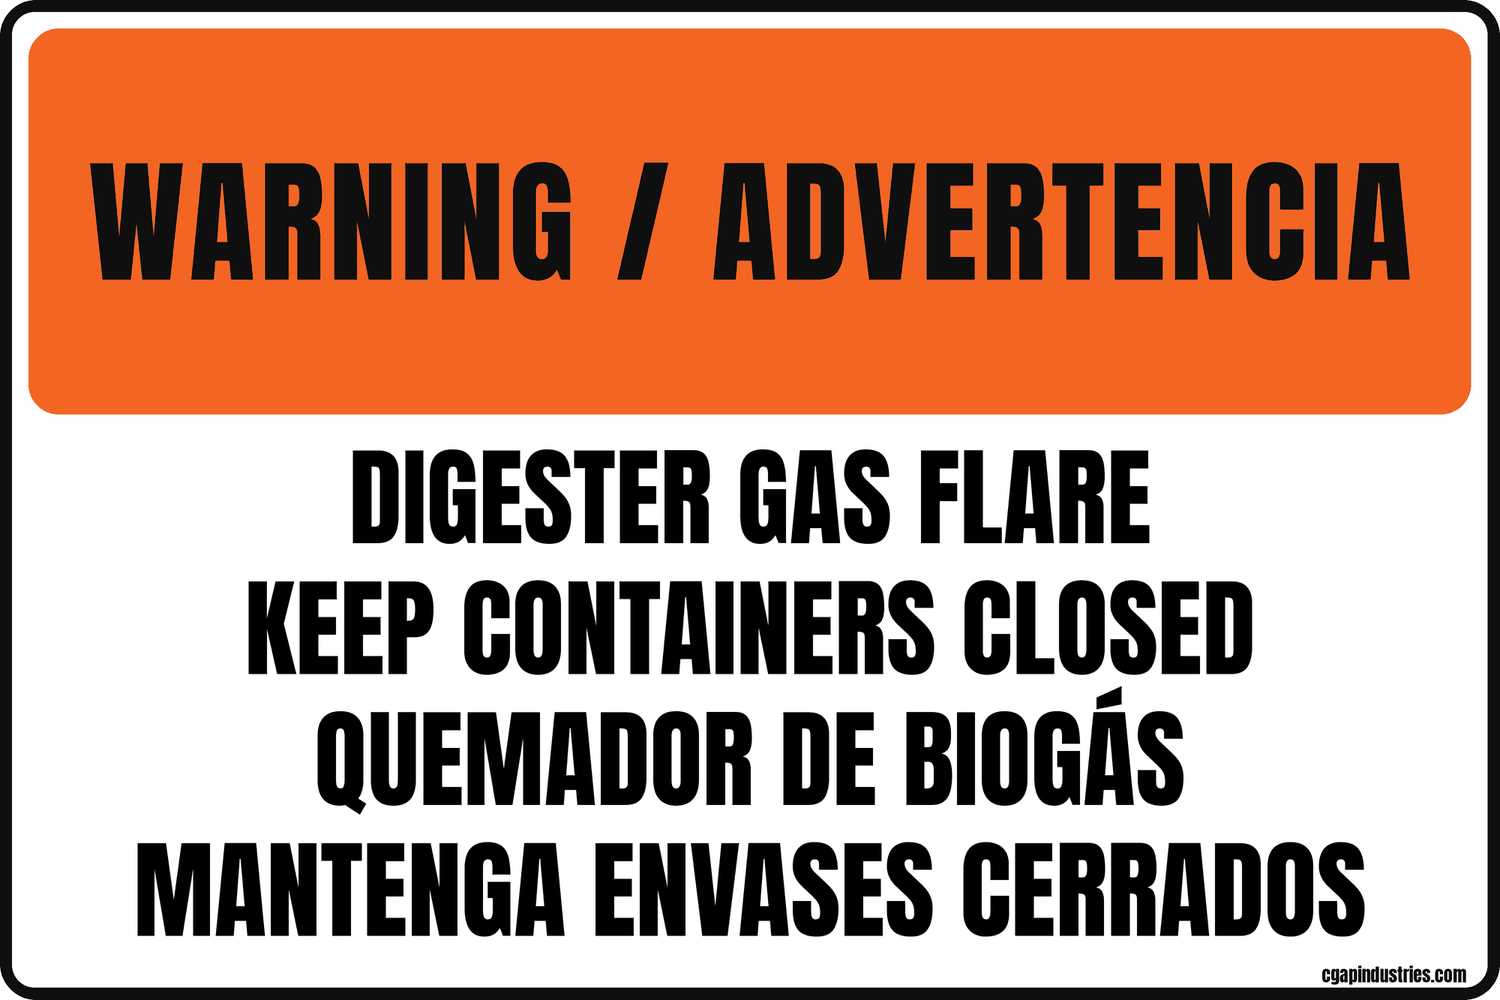 WARNING / ADVERTENCIA
DIGESTER GAS FLARE
KEEP CONTAINERS CLOSED
QUEMADOR DE BIOGÁS
MANTENGA ENVASES CERRADOS
cgapindustries.com